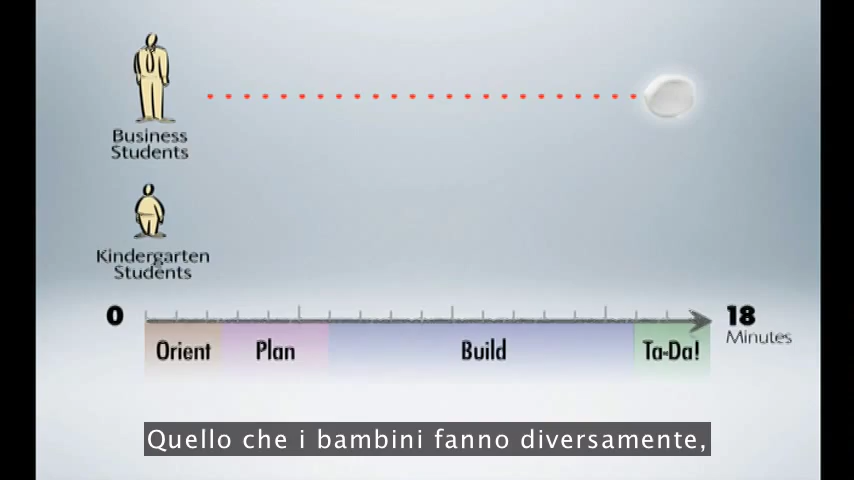 Business
Students
Kindergarten
Students
0
18
Minutes
Orient
Plan
Build
Ta-Da!
Quello che i bambini fanno diversamente,